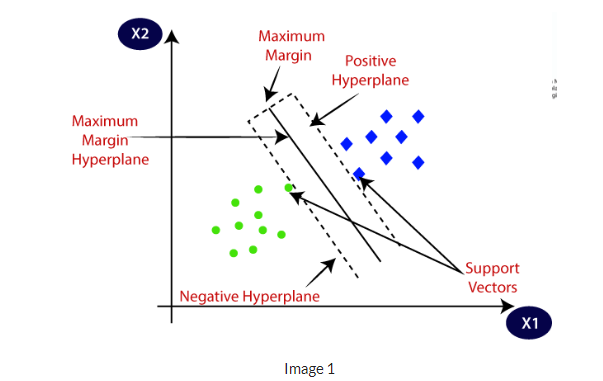 X2
Maximum
Margin
Positive
Hyperplane
Maximum
Margin
Hyperplane
Support
Vectors
Negative Hyperplane
X1
Image 1